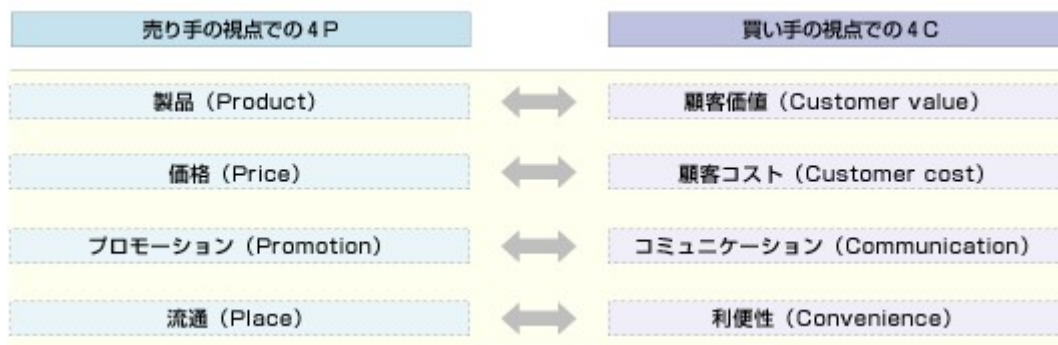 売り手の視点での4P
買い手の視点での4C
製品（Product）
顧客価値（Customer value）
価格（Price）
顧客コスト（Customer cost）
プロモーション（Promotion）
コミュニケーション（Communication）
流通（Place）
利便性（Convenience）